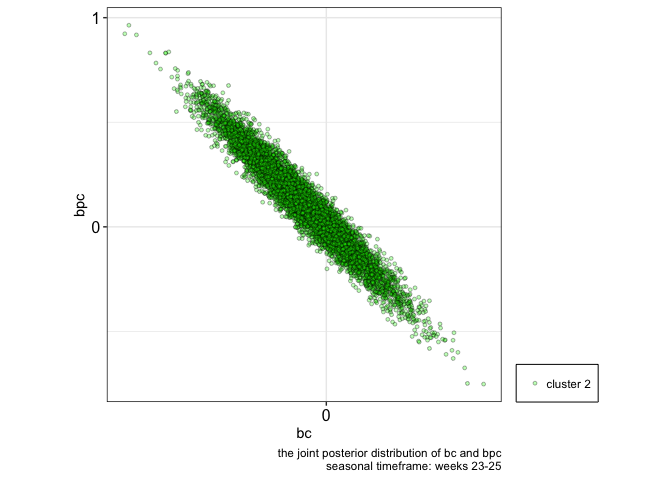 1
bpc
0
0
bc
cluster 2
the joint posterior distribution of bc and bpc
seasonal timeframe: weeks 23-25